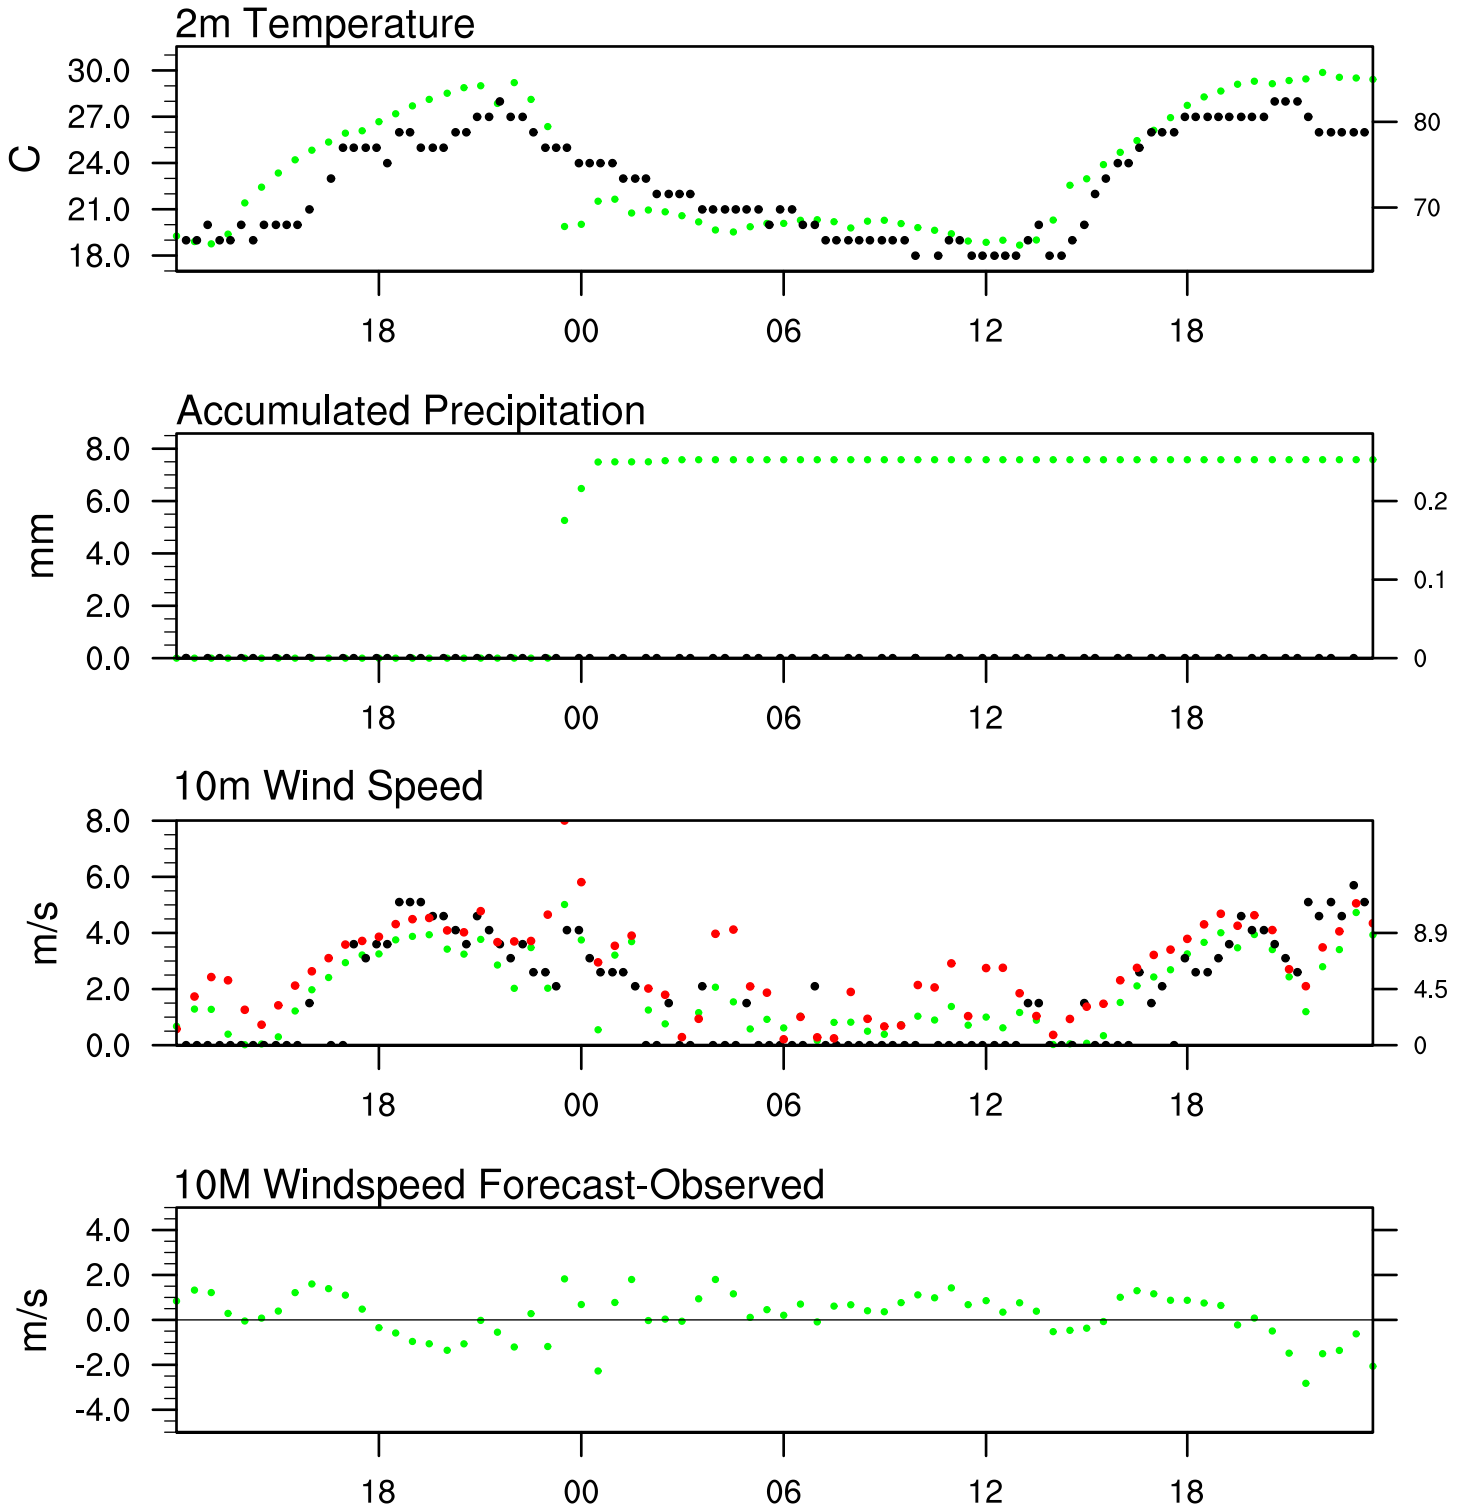 2m Temperature
30.0
27.0
24.0
21.0
18.0
C
80
70
18 00 06 12 18
Accumulated Precipitation
8.0
6.0
4.0
2.0
0.0
mm
0.2
0.1
0
18 00 06 12 18
10m Wind Speed
8.0
6.0
4.0
2.0
0.0
m/s
8.9
4.5
0
18 00 06 12 18
10M Windspeed Forecast-Observed
4.0
2.0
0.0
-2.0
-4.0
m/s
18 00 06 12 18